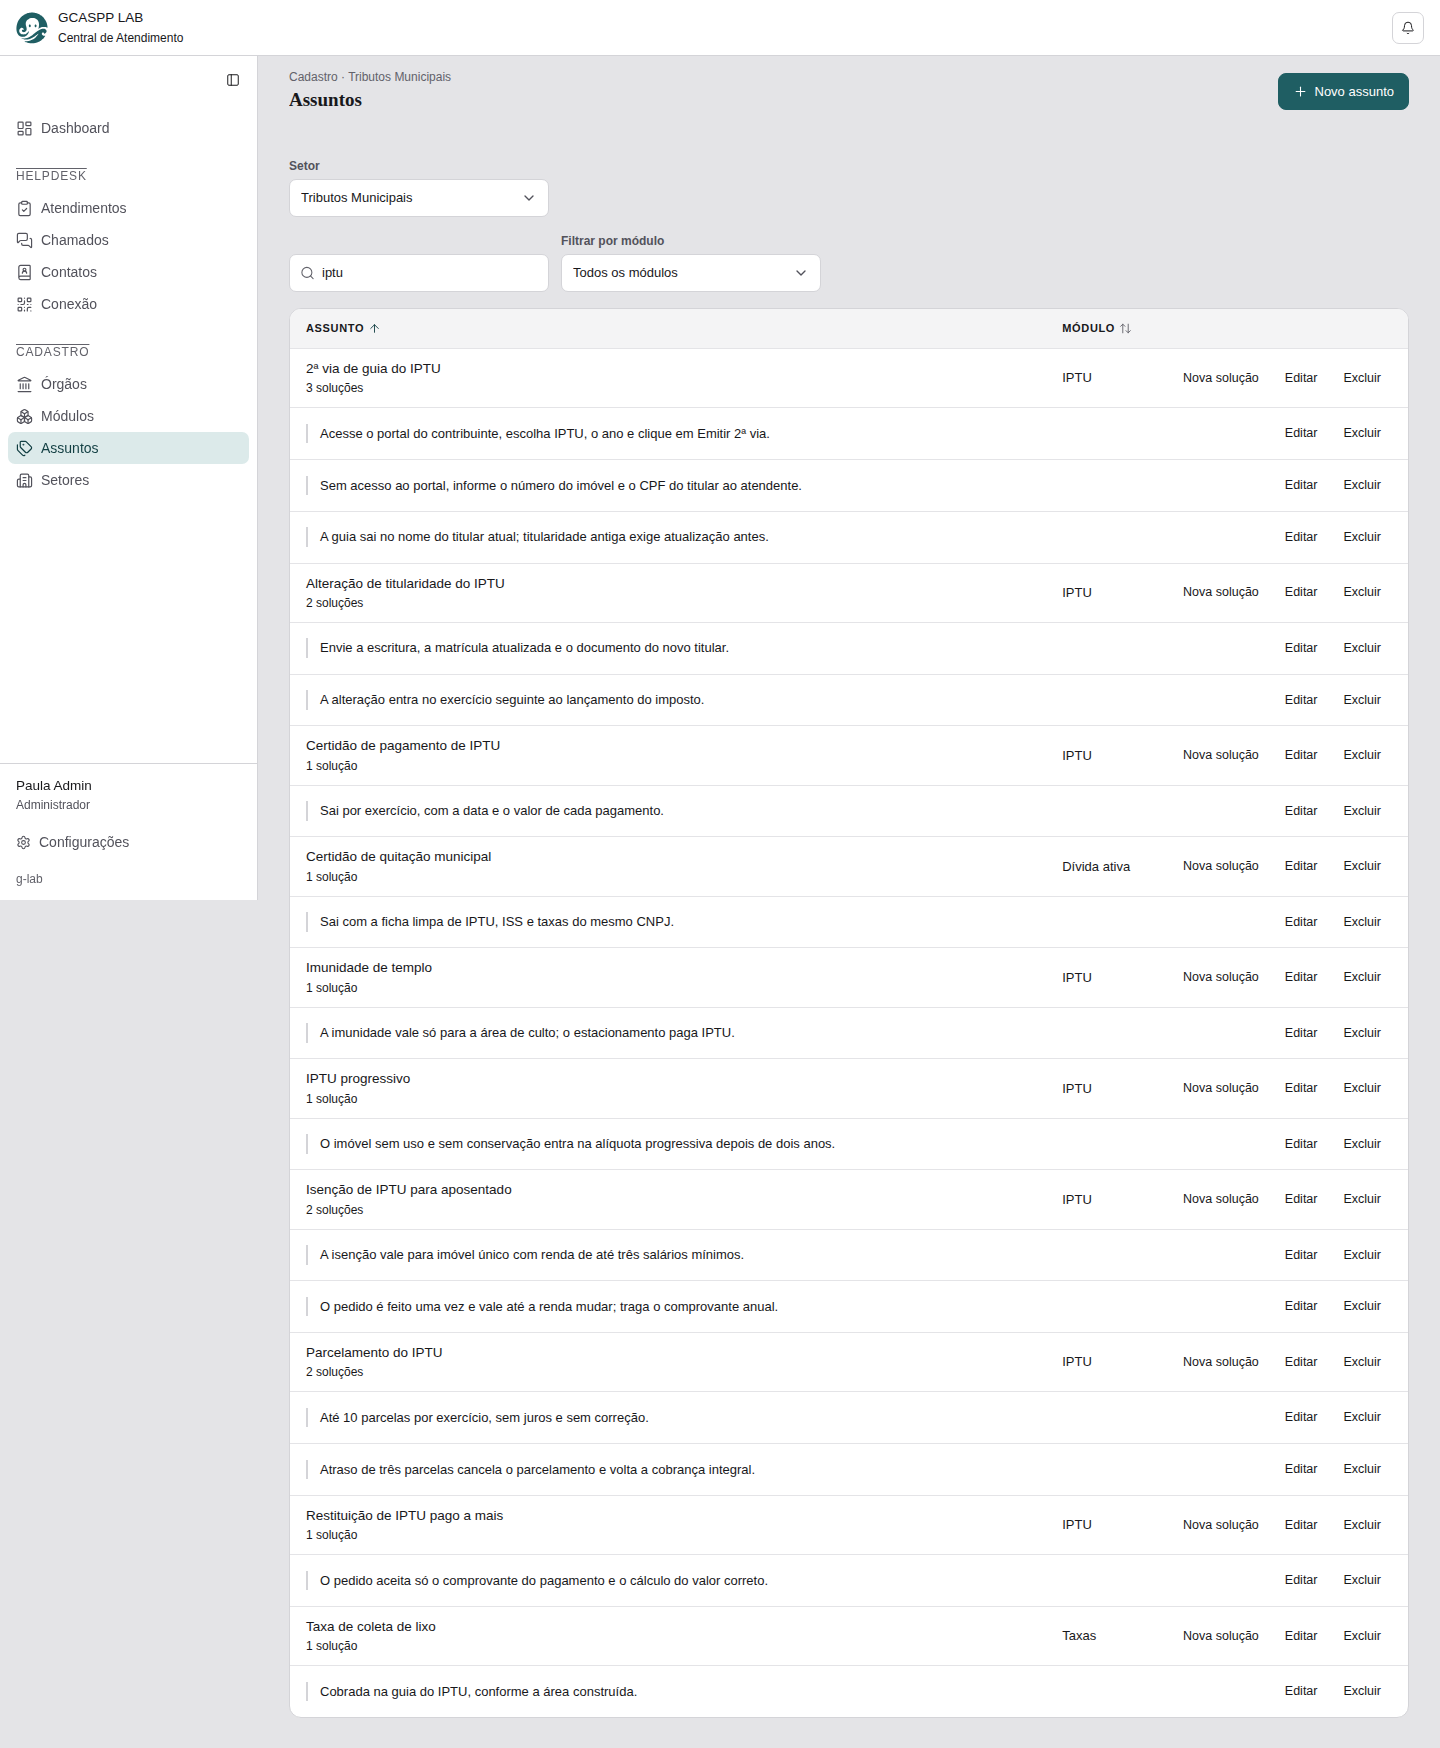 GCASPP LAB
Central de Atendimento
Dashboard
HELPDESK
Atendimentos
Chamados
Contatos
Conexão
CADASTRO
Órgãos
Módulos
Assuntos
Setores
Paula Admin
Administrador
Configurações
g-lab
Cadastro · Tributos Municipais
Assuntos
Novo assunto
Setor
Tributos Municipais
Filtrar por módulo
iptu
Todos os módulos
ASSUNTO MÓDULO
2ª via de guia do IPTU
3 soluções
IPTU Nova solução Editar Excluir
Acesse o portal do contribuinte, escolha IPTU, o ano e clique em Emitir 2ª via. Editar Excluir
Sem acesso ao portal, informe o número do imóvel e o CPF do titular ao atendente. Editar Excluir
A guia sai no nome do titular atual; titularidade antiga exige atualização antes. Editar Excluir
Alteração de titularidade do IPTU
2 soluções
IPTU Nova solução Editar Excluir
Envie a escritura, a matrícula atualizada e o documento do novo titular. Editar Excluir
A alteração entra no exercício seguinte ao lançamento do imposto. Editar Excluir
Certidão de pagamento de IPTU
1 solução
IPTU Nova solução Editar Excluir
Sai por exercício, com a data e o valor de cada pagamento. Editar Excluir
Certidão de quitação municipal
1 solução
Dívida ativa Nova solução Editar Excluir
Sai com a ficha limpa de IPTU, ISS e taxas do mesmo CNPJ. Editar Excluir
Imunidade de templo
1 solução
IPTU Nova solução Editar Excluir
A imunidade vale só para a área de culto; o estacionamento paga IPTU. Editar Excluir
IPTU progressivo
1 solução
IPTU Nova solução Editar Excluir
O imóvel sem uso e sem conservação entra na alíquota progressiva depois de dois anos. Editar Excluir
Isenção de IPTU para aposentado
2 soluções
IPTU Nova solução Editar Excluir
A isenção vale para imóvel único com renda de até três salários mínimos. Editar Excluir
O pedido é feito uma vez e vale até a renda mudar; traga o comprovante anual. Editar Excluir
Parcelamento do IPTU
2 soluções
IPTU Nova solução Editar Excluir
Até 10 parcelas por exercício, sem juros e sem correção. Editar Excluir
Atraso de três parcelas cancela o parcelamento e volta a cobrança integral. Editar Excluir
Restituição de IPTU pago a mais
1 solução
IPTU Nova solução Editar Excluir
O pedido aceita só o comprovante do pagamento e o cálculo do valor correto. Editar Excluir
Taxa de coleta de lixo
1 solução
Taxas Nova solução Editar Excluir
Cobrada na guia do IPTU, conforme a área construída. Editar Excluir